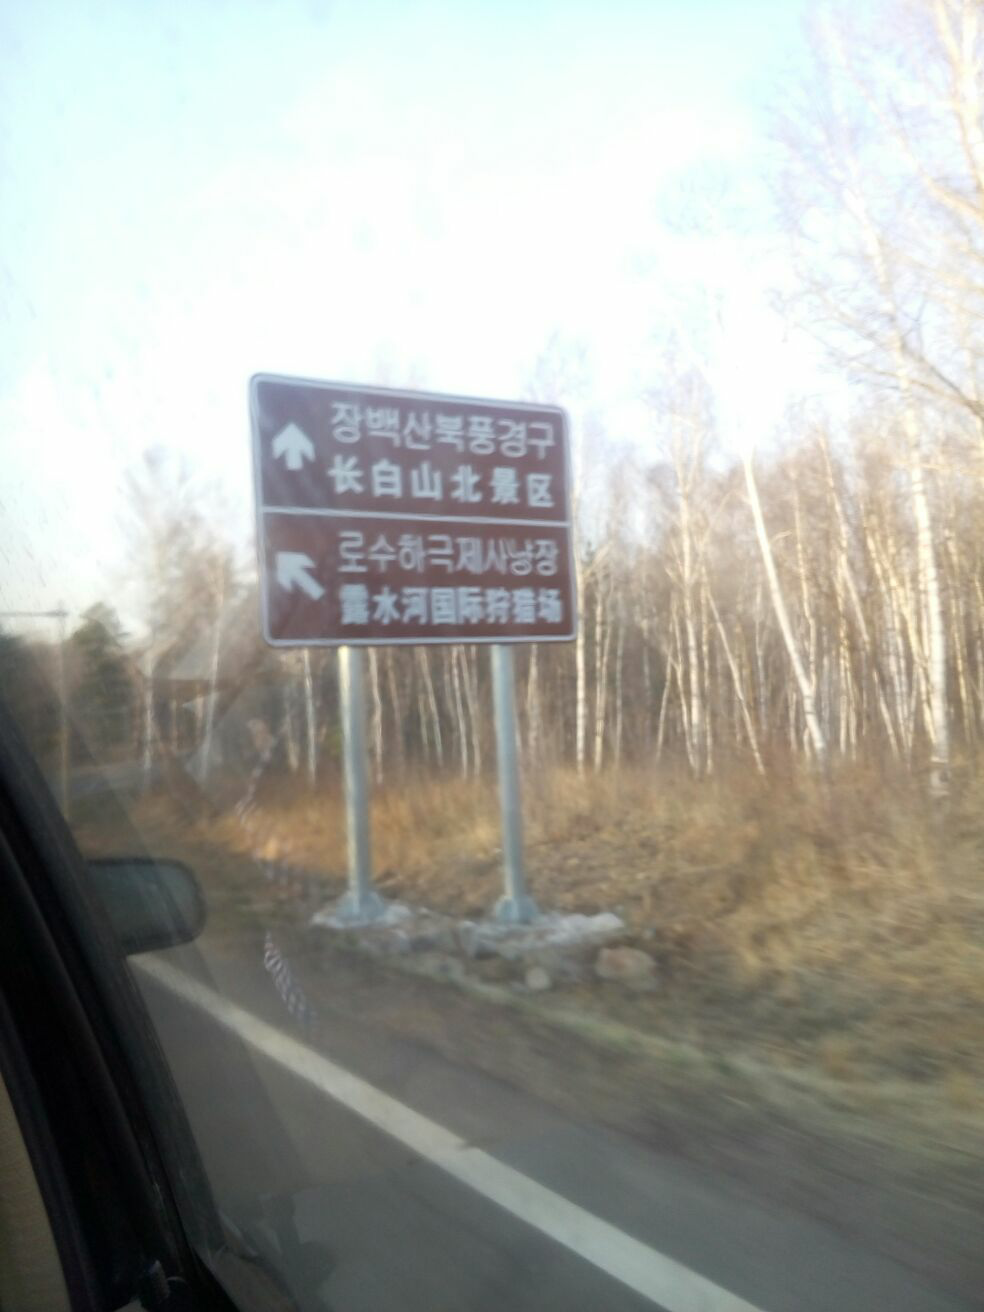 장백산북풍경구
长白山北景区
로수하국제사냥장
露水河国际狩猎场